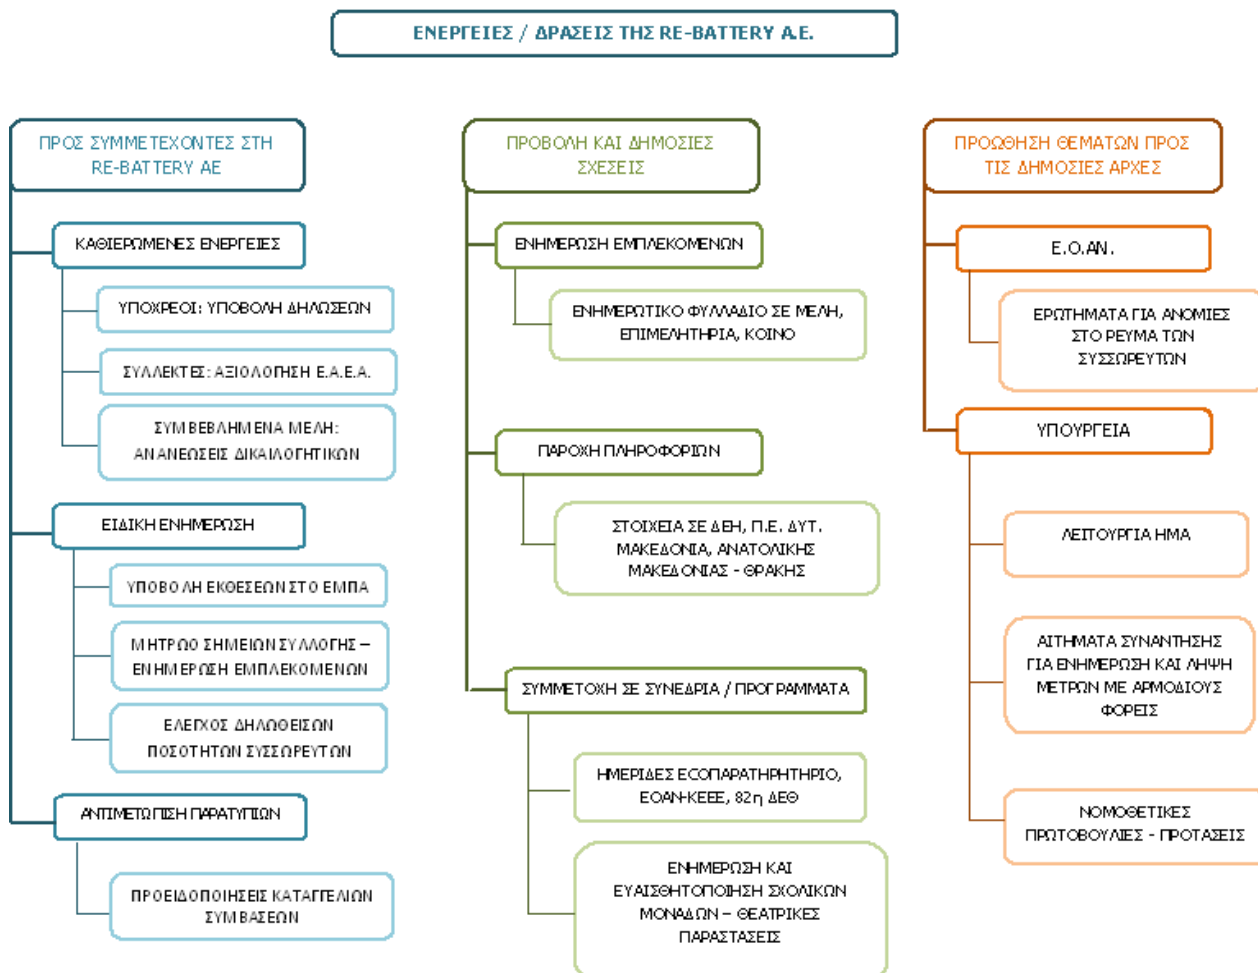 ΕΝΕΡΓΕΙΕΣ / ΔΡΑΣΕΙΣ ΤΗΣ RE-BATTERY Α.Ε.
ΠΡΟΣ ΣΥΜΜΕΤΕΧΟΝΤΕΣ ΣΤΗ
RE-BATTERY ΑΕ
ΚΑΘΙΕΡΩΜΕΝΕΣ ΕΝΕΡΓΕΙΕΣ
ΥΠΟΧΡΕΟΙ: ΥΠΟΒΟΛΗ ΔΗΛΩΣΕΩΝ
ΣΥΛΛΕΚΤΕΣ: ΑΞΙΟΛΟΓΗΣΗ Ε.Α.Ε.Α.
ΣΥΜΒΕΒΛΗΜΕΝΑ ΜΕΛΗ:
ΑΝΑΝΕΩΣΕΙΣ ΔΙΚΑΙΛΟΓΗΤΙΚΩΝ
ΕΙΔΙΚΗ ΕΝΗΜΕΡΩΣΗ
ΥΠΟΒΟΛΗ ΕΚΘΕΣΕΩΝ ΣΤΟ ΕΜΠΑ
ΜΗΤΡΩΟ ΣΗΜΕΙΩΝ ΣΥΛΛΟΓΗΣ –
ΕΝΗΜΕΡΩΣΗ ΕΜΠΛΕΚΟΜΕΝΩΝ
ΕΛΕΓΧΟΣ ΔΗΛΩΘΕΙΣΩΝ
ΠΟΣΟΤΗΤΩΝ ΣΥΣΣΩΡΕΥΤΩΝ
ΑΝΤΙΜΕΤΩΠΙΣΗ ΠΑΡΑΤΥΠΙΩΝ
ΠΡΟΕΙΔΟΠΟΙΗΣΕΙΣ ΚΑΤΑΓΓΕΛΙΩΝ
ΣΥΜΒΑΣΕΩΝ
ΠΡΟΒΟΛΗ ΚΑΙ ΔΗΜΟΣΙΕΣ
ΣΧΕΣΕΙΣ
ΕΝΗΜΕΡΩΣΗ ΕΜΠΛΕΚΟΜΕΝΩΝ
ΕΝΗΜΕΡΩΤΙΚΟ ΦΥΛΛΑΔΙΟ ΣΕ ΜΕΛΗ,
ΕΠΙΜΕΛΗΤΗΡΙΑ, ΚΟΙΝΟ
ΠΑΡΟΧΗ ΠΛΗΡΟΦΟΡΙΩΝ
ΣΤΟΙΧΕΙΑ ΣΕ ΔΕΗ, Π.Ε. ΔΥΤ.
ΜΑΚΕΔΟΝΙΑ, ΑΝΑΤΟΛΙΚΗΣ
ΜΑΚΕΔΟΝΙΑΣ - ΘΡΑΚΗΣ
ΣΥΜΜΕΤΟΧΗ ΣΕ ΣΥΝΕΔΡΙΑ / ΠΡΟΓΡΑΜΜΑΤΑ
ΗΜΕΡΙΔΕΣ ECOΠΑΡΑΤΗΡΗΤΗΡΙΟ,
ΕΟΑΝ-ΚΕΕΕ, 82η ΔΕΘ
ΕΝΗΜΕΡΩΣΗ ΚΑΙ
ΕΥΑΙΣΘΗΤΟΠΟΙΗΣΗ ΣΧΟΛΙΚΩΝ
ΜΟΝΑΔΩΝ – ΘΕΑΤΡΙΚΕΣ
ΠΑΡΑΣΤΑΣΕΙΣ
ΠΡΟΩΘΗΣΗ ΘΕΜΑΤΩΝ ΠΡΟΣ
ΤΙΣ ΔΗΜΟΣΙΕΣ ΑΡΧΕΣ
Ε.Ο.ΑΝ.
ΕΡΩΤΗΜΑΤΑ ΓΙΑ ΑΝΟΜΙΕΣ
ΣΤΟ ΡΕΥΜΑ ΤΩΝ
ΣΥΣΣΩΡΕΥΤΩΝ
ΥΠΟΥΡΓΕΙΑ
ΛΕΙΤΟΥΡΓΙΑ ΗΜΑ
ΑΙΤΗΜΑΤΑ ΣΥΝΑΝΤΗΣΗΣ
ΓΙΑ ΕΝΗΜΕΡΩΣΗ ΚΑΙ ΛΗΨΗ
ΜΕΤΡΩΝ ΜΕ ΑΡΜΟΔΙΟΥΣ
ΦΟΡΕΙΣ
ΝΟΜΟΘΕΤΙΚΕΣ
ΠΡΩΤΟΒΟΥΛΙΕΣ - ΠΡΟΤΑΣΕΙΣ